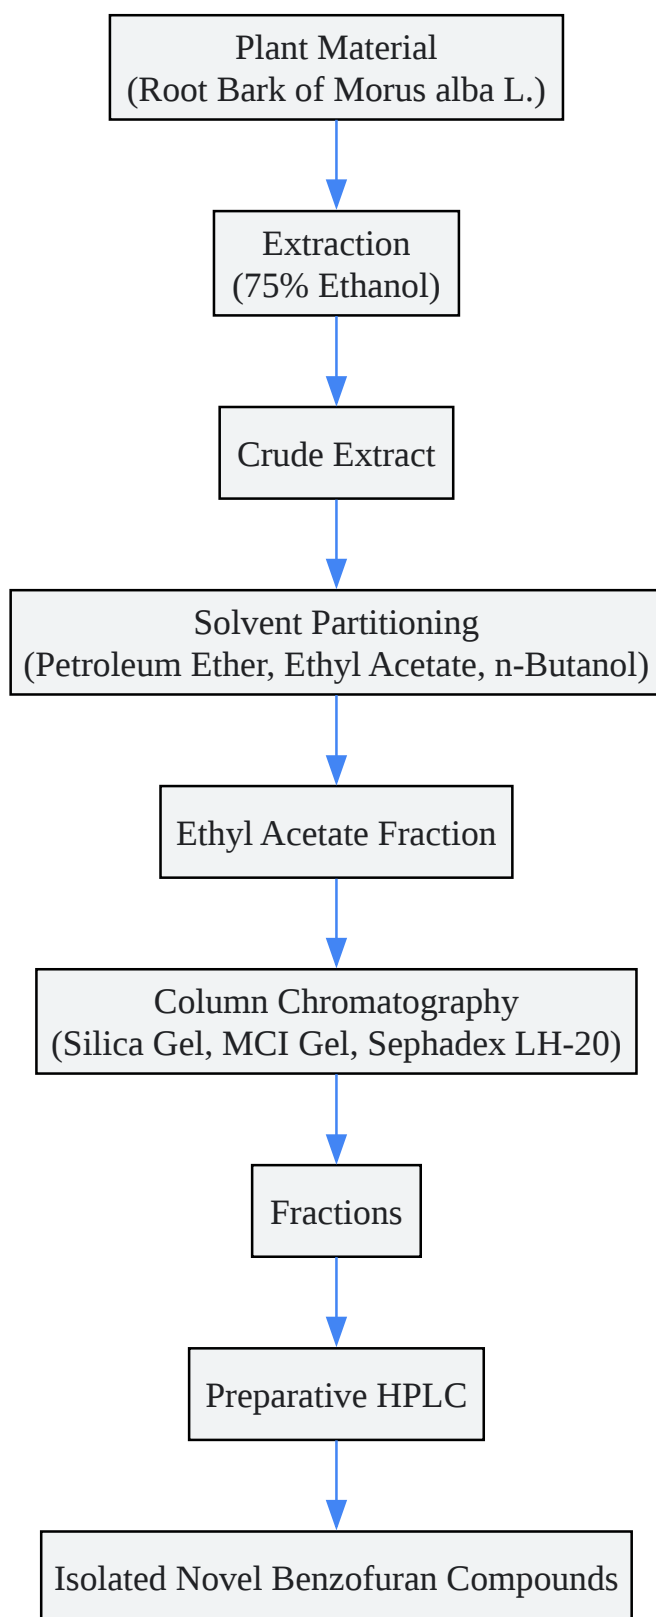 Plant Material
(Root Bark of Morus alba L.)
Extraction
(75% Ethanol)
Crude Extract
Solvent Partitioning
(Petroleum Ether, Ethyl Acetate, n-Butanol)
Ethyl Acetate Fraction
Column Chromatography
(Silica Gel, MCI Gel, Sephadex LH-20)
Fractions
Preparative HPLC
Isolated Novel Benzofuran Compounds